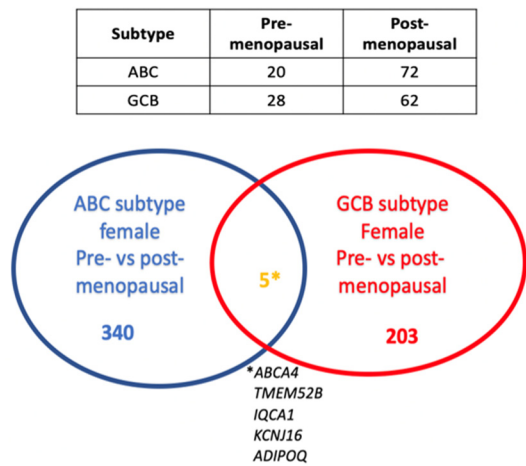 Subtype Pre-menopausal Post-menopausal
ABC 20 72
GCB 28 62
ABC subtype
female
Pre- vs post-
menopausal
340
5*
GCB subtype
Female
Pre- vs post-
menopausal
203
*ABCA4
TMEM52B
IQCA1
KCNJ16
ADIPOQ